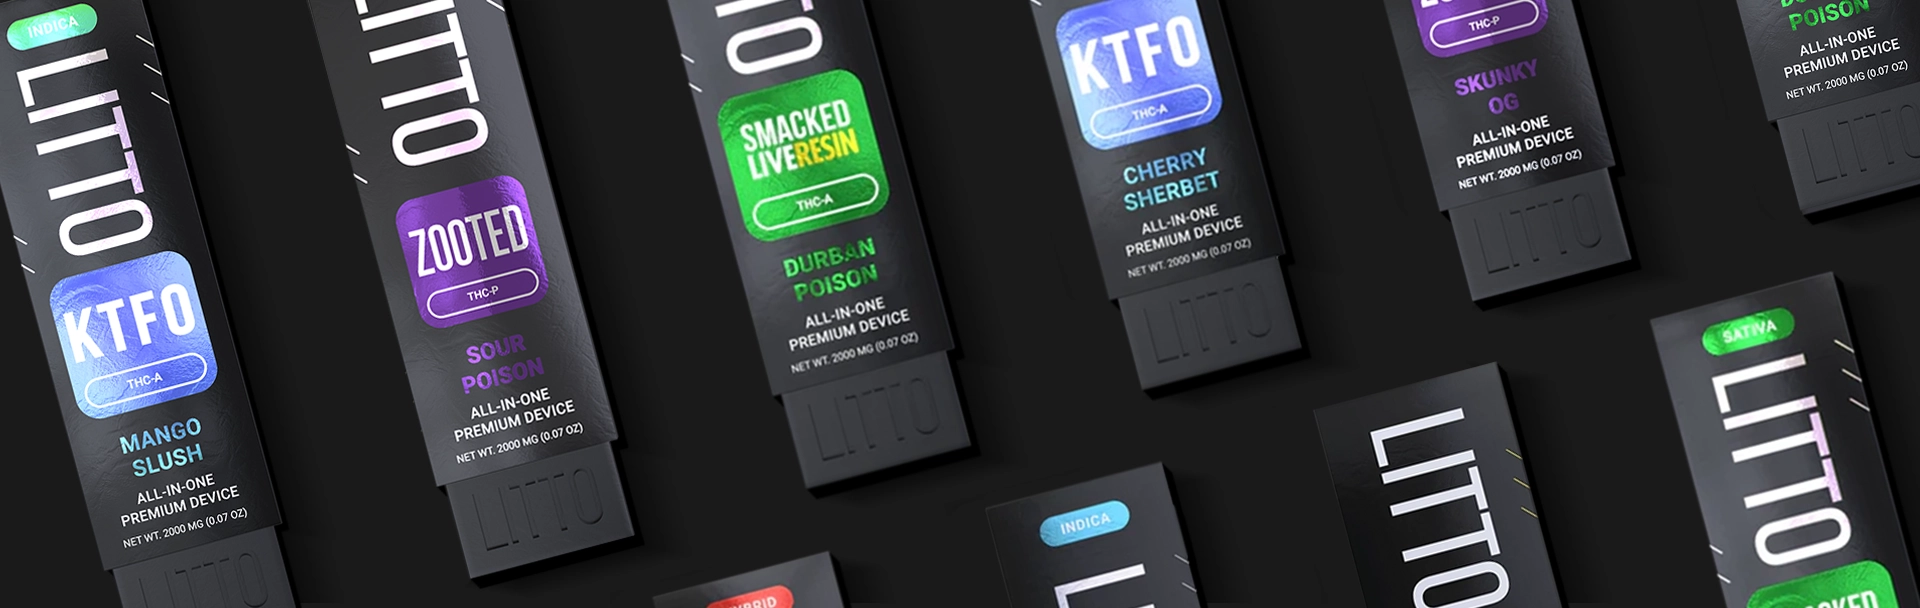 INDICA
LITTO
KTFO
THC-A
MANGO
SLUSH
ALL-IN-ONE
PREMIUM DEVICE
NET WT. 2000 MG (0.07 OZ)
LITTO
LITTO
ZOOTED
THC-P
SOUR
POISON
ALL-IN-ONE
PREMIUM DEVICE
NET WT. 2000 MG (0.07 OZ)
LITTO
SMACKED
LIVERESIN
THC-A
DURBAN
POISON
ALL-IN-ONE
PREMIUM DEVICE
NET WT. 2000 MG (0.07 OZ)
LITTO
KTFO
THC-A
CHERRY
SHERBET
ALL-IN-ONE
PREMIUM DEVICE
NET WT. 2000 MG (0.07 OZ)
LITTO
THC-P
SKUNKY
OG
ALL-IN-ONE
PREMIUM DEVICE
NET WT. 2000 MG (0.07 OZ)
LITTO
POISON
ALL-IN-ONE
PREMIUM DEVICE
NET WT. 2000 MG (0.07 OZ)
LITTO
INDICA
LITTO
SATIVA
LITTO